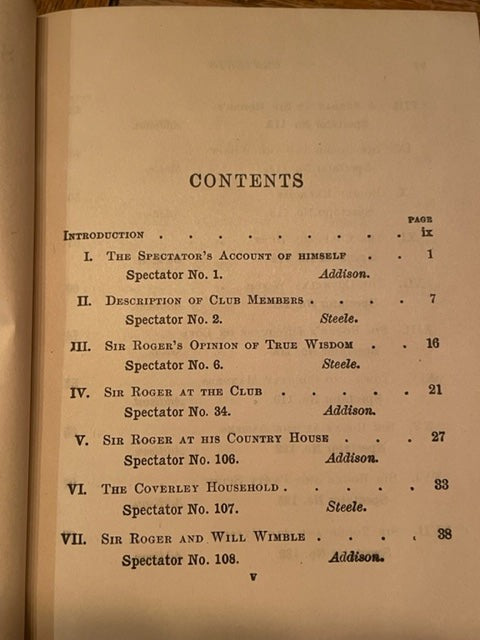 CONTENTS
PAGE
INTRODUCTION . . . . . . . . . ix
I. THE SPECTATOR'S ACCOUNT OF HIMSELF . . 1
Spectator No. 1. Addison.
II. DESCRIPTION OF CLUB MEMBERS . . . . 7
Spectator No. 2. Steele.
III. SIR ROGER'S OPINION OF TRUE WISDOM . . 16
Spectator No. 6. Steele.
IV. SIR ROGER AT THE CLUB . . . . . 21
Spectator No. 34. Addison.
V. SIR ROGER AT HIS COUNTRY HOUSE . . . 27
Spectator No. 106. Addison.
VI. THE COVERLEY HOUSEHOLD . . . . . 33
Spectator No. 107. Steele.
VII. SIR ROGER AND WILL WIMBLE . . . . 38
Spectator No. 108. Addison.
v